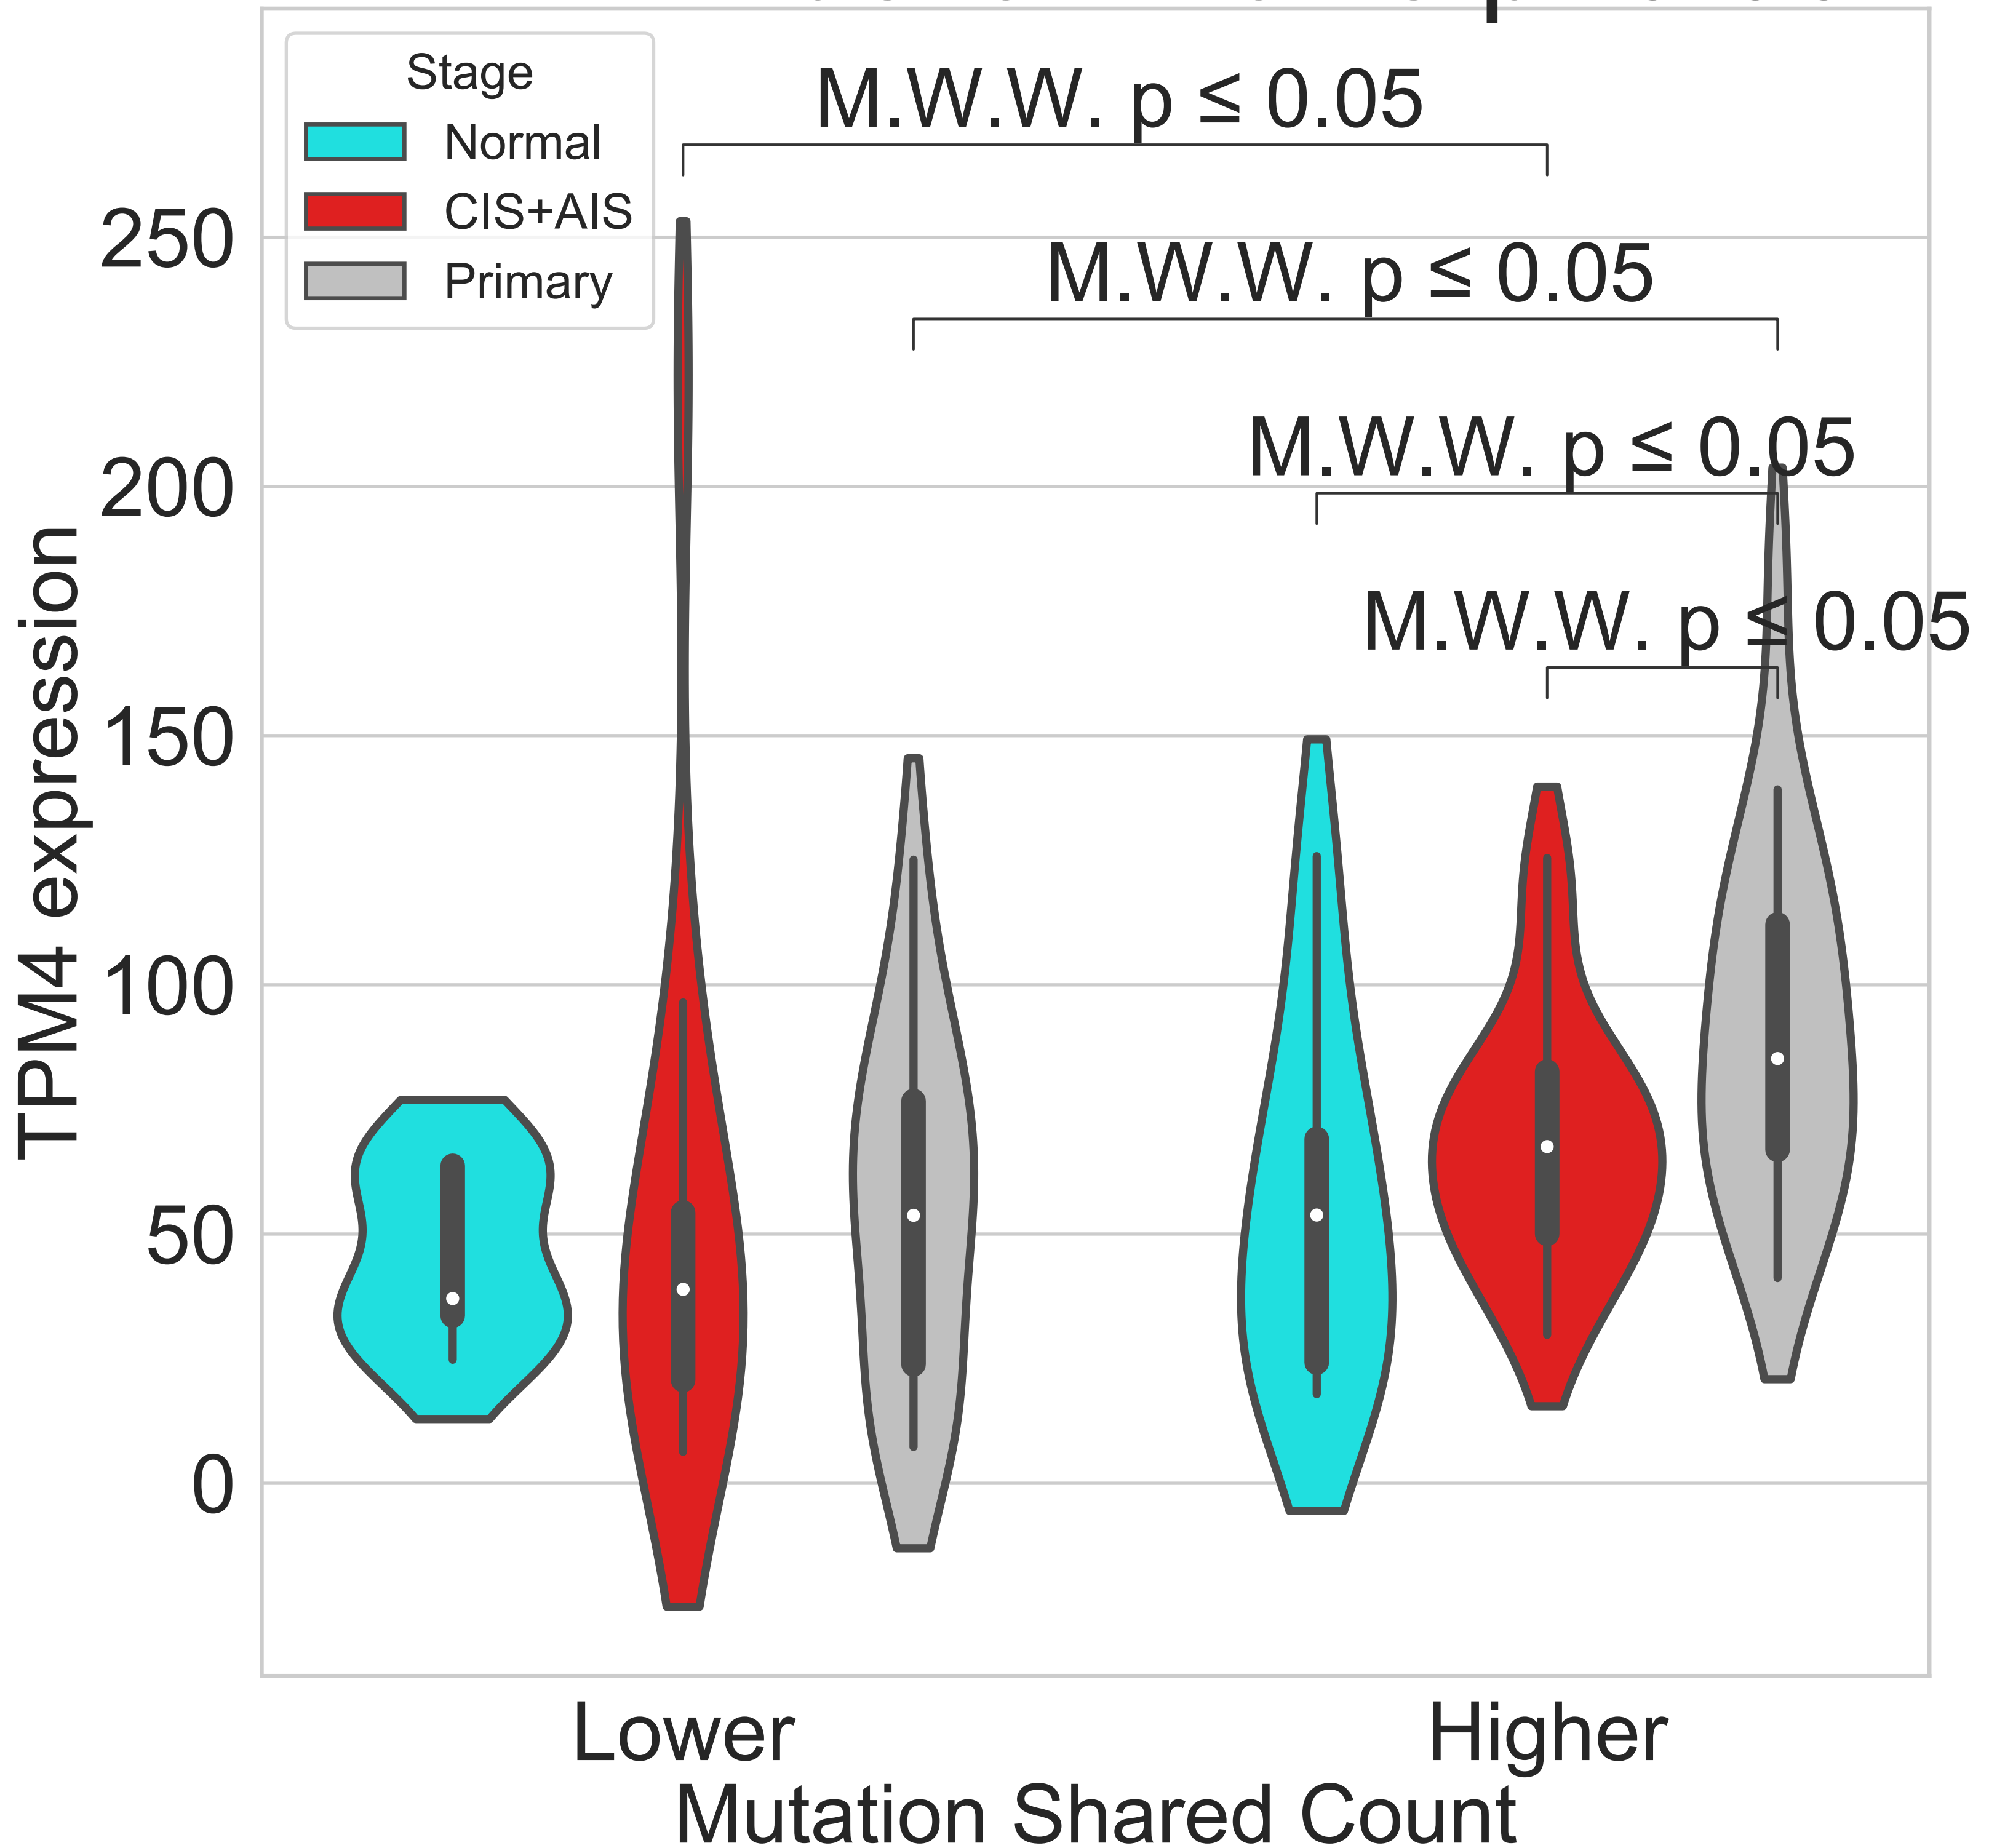 Stage
Normal
CIS+AIS
Primary
M.W.W. p ≤ 0.05
M.W.W. p ≤ 0.05
M.W.W. p ≤ 0.05
M.W.W. p ≤ 0.05
250
200
150
100
50
0
TPM4 expression
Lower
Higher
Mutation Shared Count